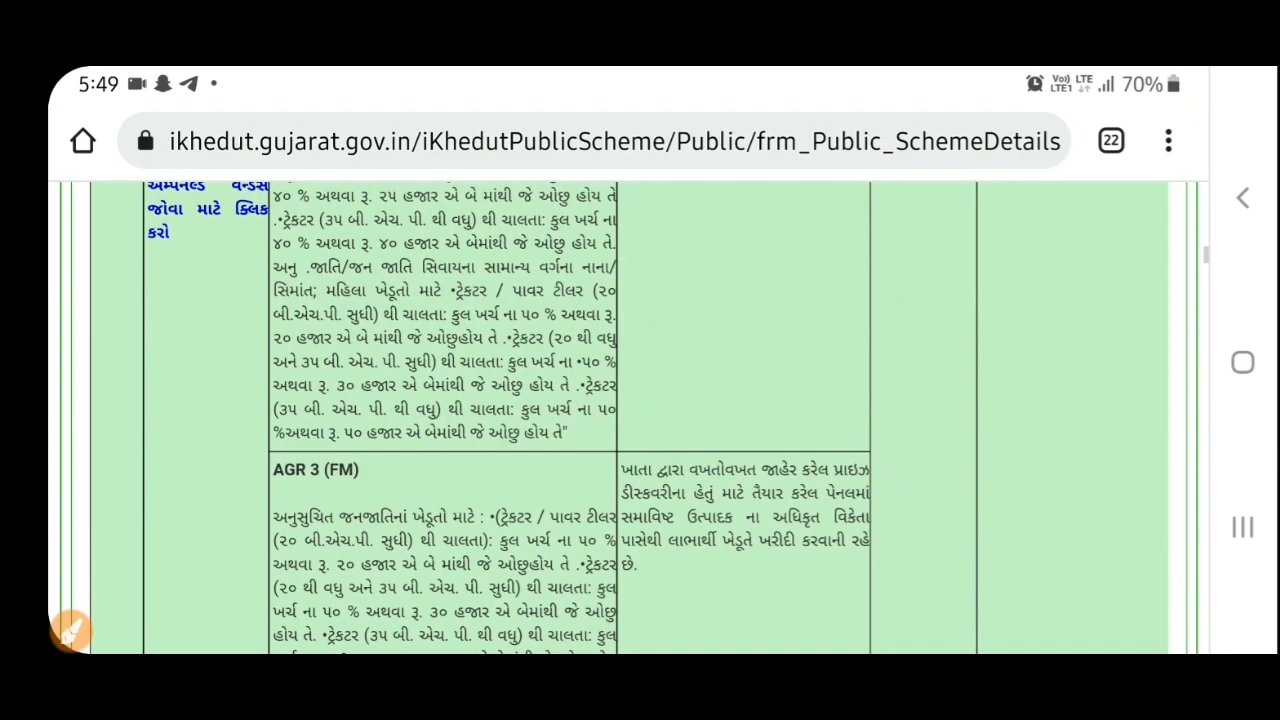 5:49
Vo) LTE
LTE1 70%
ikhedut.gujarat.gov.in/iKhedutPublicScheme/Public/frm_Public_SchemeDetails
22
અમ્પેનલ્ડ વેન્ડર્સ
જોવા માટે ક્લિક
કરો
૪૦ % અથવા રૂ. ૨૫ હજાર એ બે માંથી જે ઓછુ હોય તે
.•ટ્રેકટર (૩૫ બી. એચ. પી. થી વધુ) થી ચાલતા: કુલ ખર્ચ ના
૪૦ % અથવા રૂ. ૪૦ હજાર એ બેમાંથી જે ઓછુ હોય તે.
અનુ .જાતિ/જન જાતિ સિવાયના સામાન્ય વર્ગના નાના/
સિમાંત; મહિલા ખેડૂતો માટે •ટ્રેકટર / પાવર ટીલર (૨૦
બી.એચ.પી. સુધી) થી ચાલતા: કુલ ખર્ચ ના ૫૦ % અથવા રૂ.
૨૦ હજાર એ બે માંથી જે ઓછુહોય તે .•ટ્રેકટર (૨૦ થી વધુ
અને ૩૫ બી. એચ. પી. સુધી) થી ચાલતા: કુલ ખર્ચ ના •૫૦ %
અથવા રૂ. ૩૦ હજાર એ બેમાંથી જે ઓછુ હોય તે .•ટ્રેકટર
(૩૫ બી. એચ. પી. થી વધુ) થી ચાલતા: કુલ ખર્ચ ના ૫૦
%અથવા રૂ. ૫૦ હજાર એ બેમાંથી જે ઓછુ હોય તે"
AGR 3 (FM)
અનુસુચિત જનજાતિનાં ખેડૂતો માટે : •(ટ્રેકટર / પાવર ટીલર
(૨૦ બી.એચ.પી. સુધી) થી ચાલતા): કુલ ખર્ચ ના ૫૦ %
અથવા રૂ. ૨૦ હજાર એ બે માંથી જે ઓછુહોય તે .•ટ્રેકટર
(૨૦ થી વધુ અને ૩૫ બી. એચ. પી. સુધી) થી ચાલતા: કુલ
ખર્ચ ના ૫૦ % અથવા રૂ. ૩૦ હજાર એ બેમાંથી જે ઓછુ
હોય તે. •ટ્રેકટર (૩૫ બી. એચ. પી. થી વધુ) થી ચાલતા: કુલ
ખાતા દ્વારા વખતોવખત જાહેર કરેલ પ્રાઇઝ
ડીસ્કવરીના હેતું માટે તૈયાર કરેલ પેનલમાં
સમાવિષ્ટ ઉત્પાદક ના અધિકૃત વિકેતા
પાસેથી લાભાર્થી ખેડૂતે ખરીદી કરવાની રહે
છે.